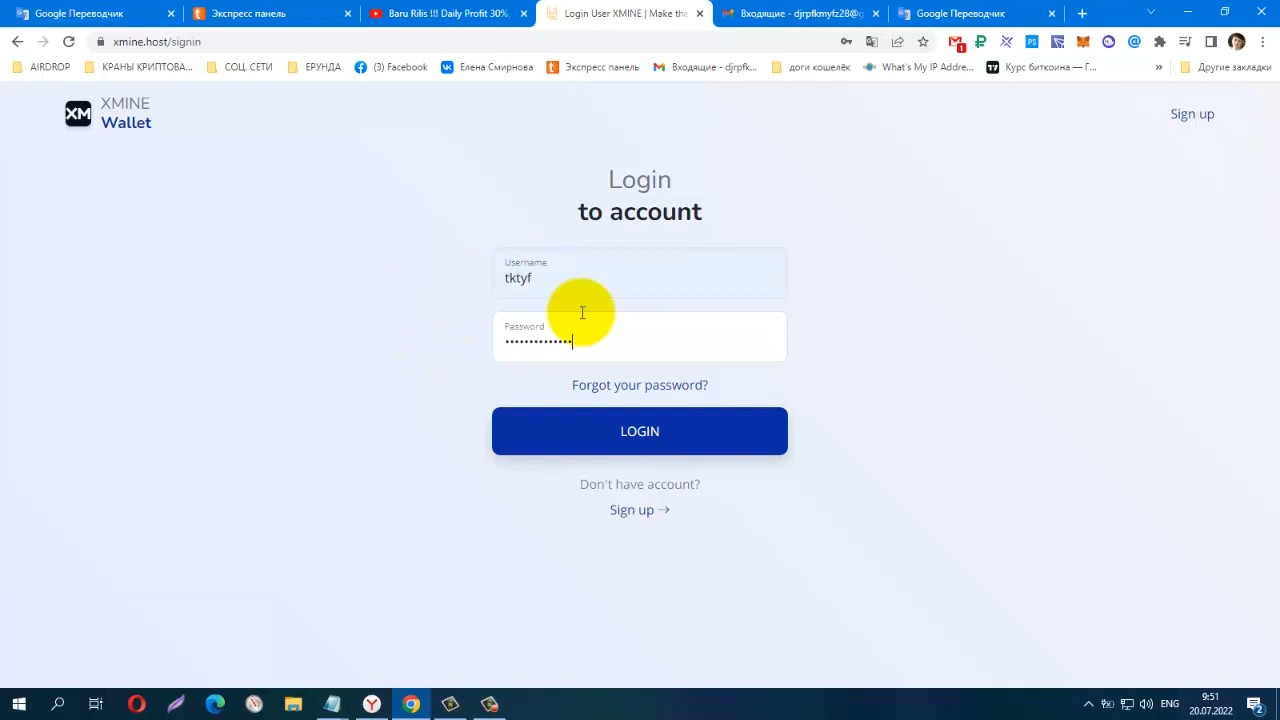 Google Переводчик
Экспресс панель
Baru Rilis !!! Daily Profit 30%,
Login User XMINE | Make the
Входящие - djrpfkmyfz28@g
Google Переводчик
xmine.host/signin
AIRDROP
КРАНЫ КРИПТОВА...
СОЦ. СЕТИ
ЕРУНДА
(3) Facebook
Елена Смирнова
Экспресс панель
Входящие - djrpfk...
доги кошелёк
What's My IP Addre...
Курс биткоина — Г...
»
Другие закладки
XM
XMINE
Wallet
Sign up
Login
to account
Username
tktyf
Password
••••••••••••••
Forgot your password?
LOGIN
Don't have account?
Sign up →
ENG
9:51
20.07.2022
2